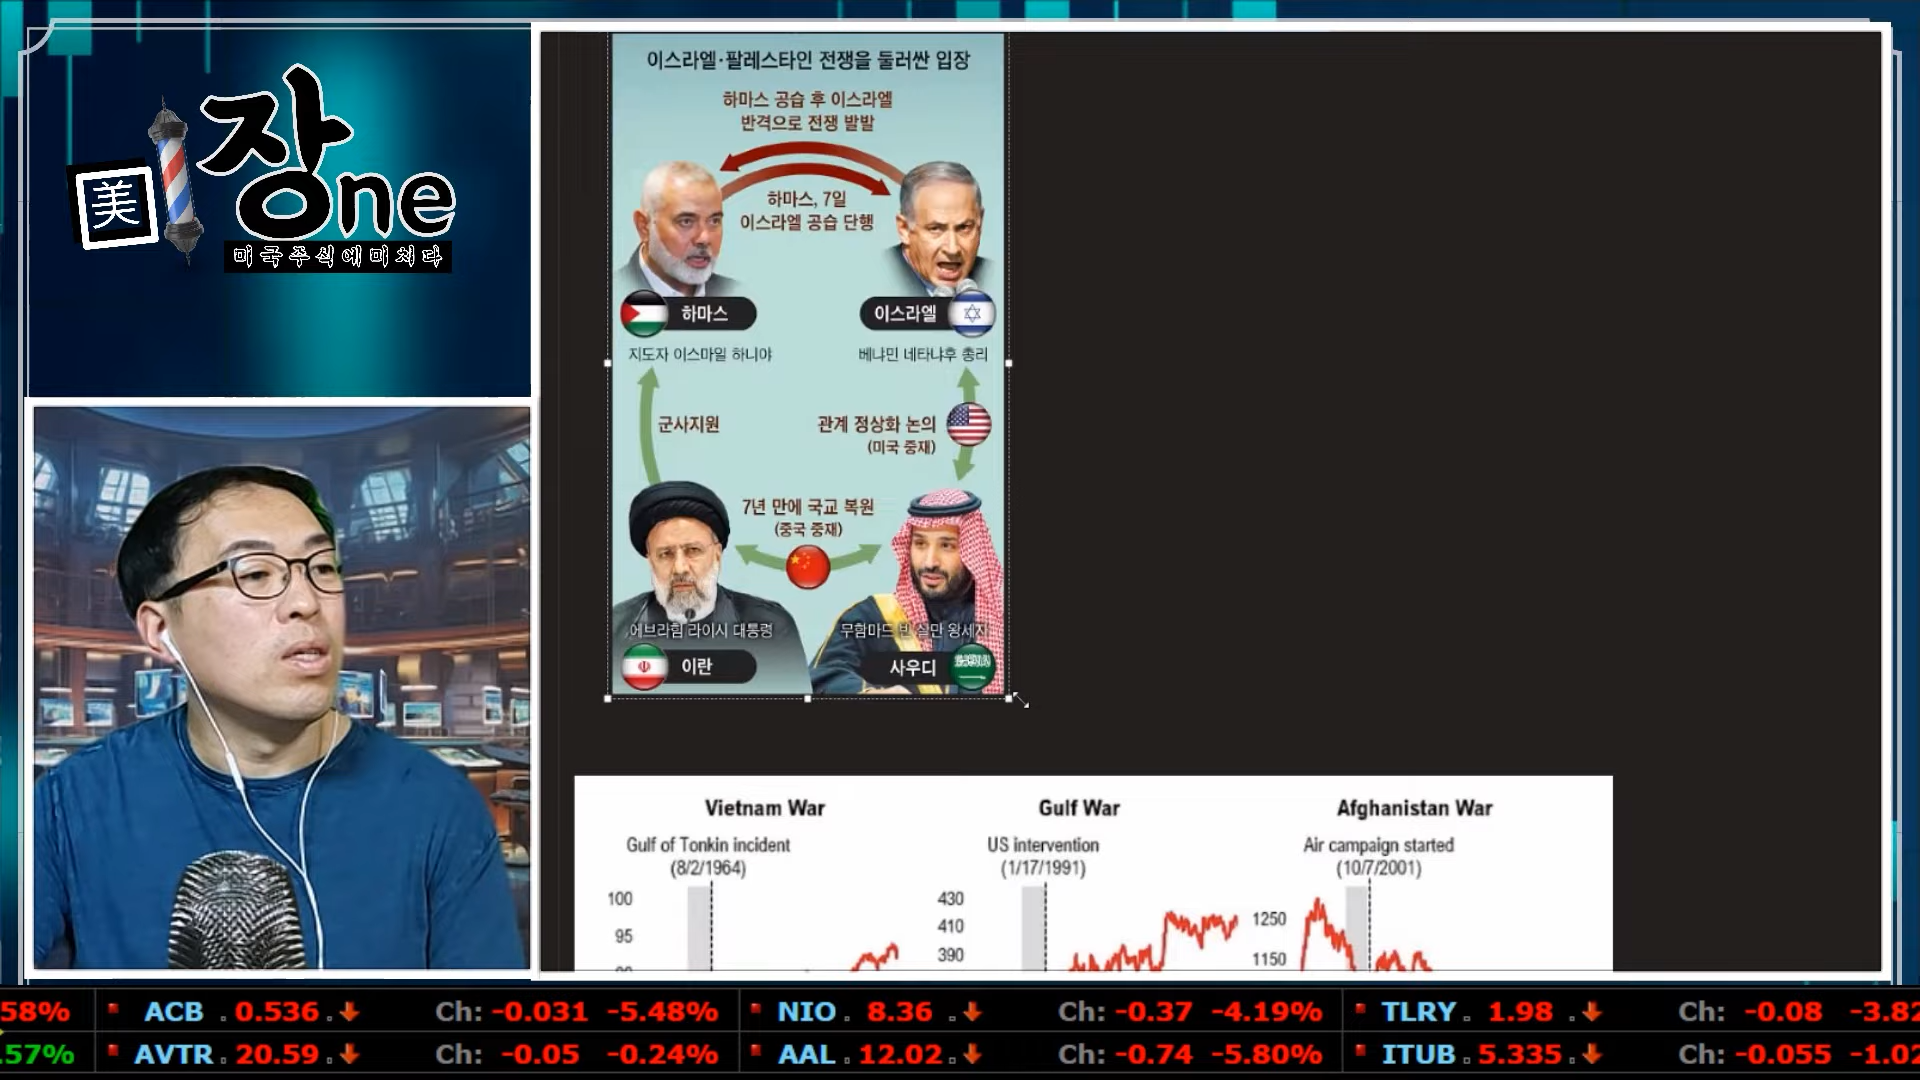 美
장one
미국주식에미치다
이스라엘·팔레스타인 전쟁을 둘러싼 입장
하마스 공습 후 이스라엘
반격으로 전쟁 발발
하마스, 7일
이스라엘 공습 단행
하마스
이스라엘
지도자 이스마일 하니야
베냐민 네타냐후 총리
군사지원
관계 정상화 논의
(미국 중재)
7년 만에 국교 복원
(중국 중재)
에브라힘 라이시 대통령
무함마드 빈 살만 왕세자
이란
사우디
Vietnam War
Gulf War
Afghanistan War
Gulf of Tonkin incident
(8/2/1964)
US intervention
(1/17/1991)
Air campaign started
(10/7/2001)
100
95
430
410
390
1250
1150
58% ACB 0.536 Ch: -0.031 -5.48% NIO 8.36 Ch: -0.37 -4.19% TLRY 1.98 Ch: -0.08 -3.82
.57% AVTR 20.59 Ch: -0.05 -0.24% AAL 12.02 Ch: -0.74 -5.80% ITUB 5.335 Ch: -0.055 -1.02